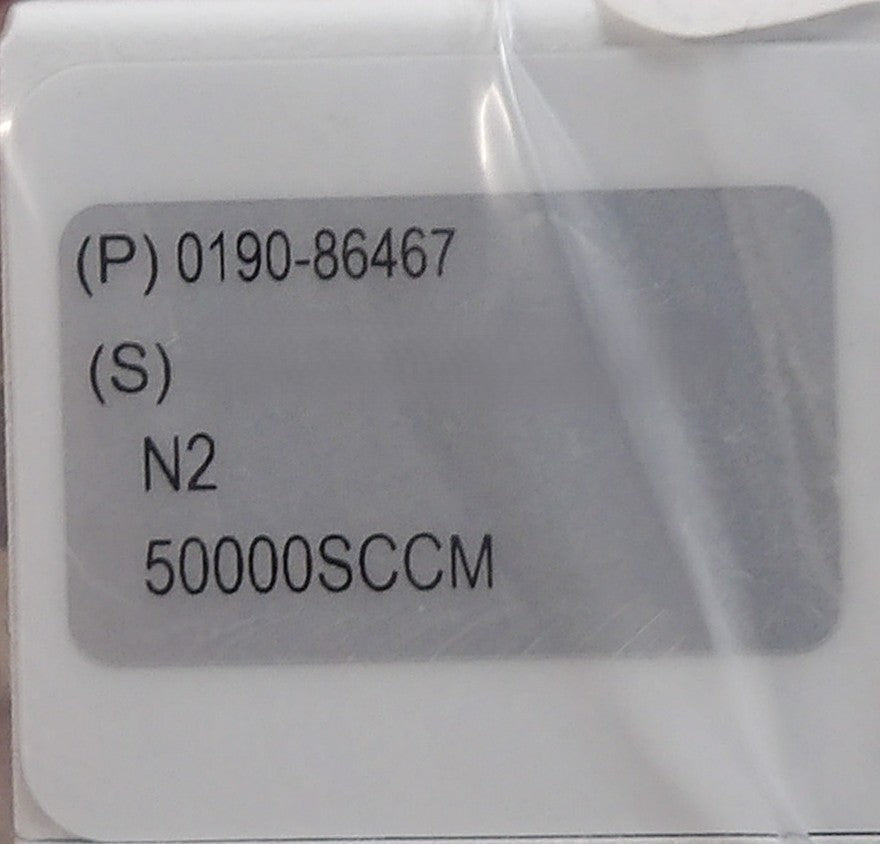 (P) 0190-86467
(S)
N2
50000SCCM